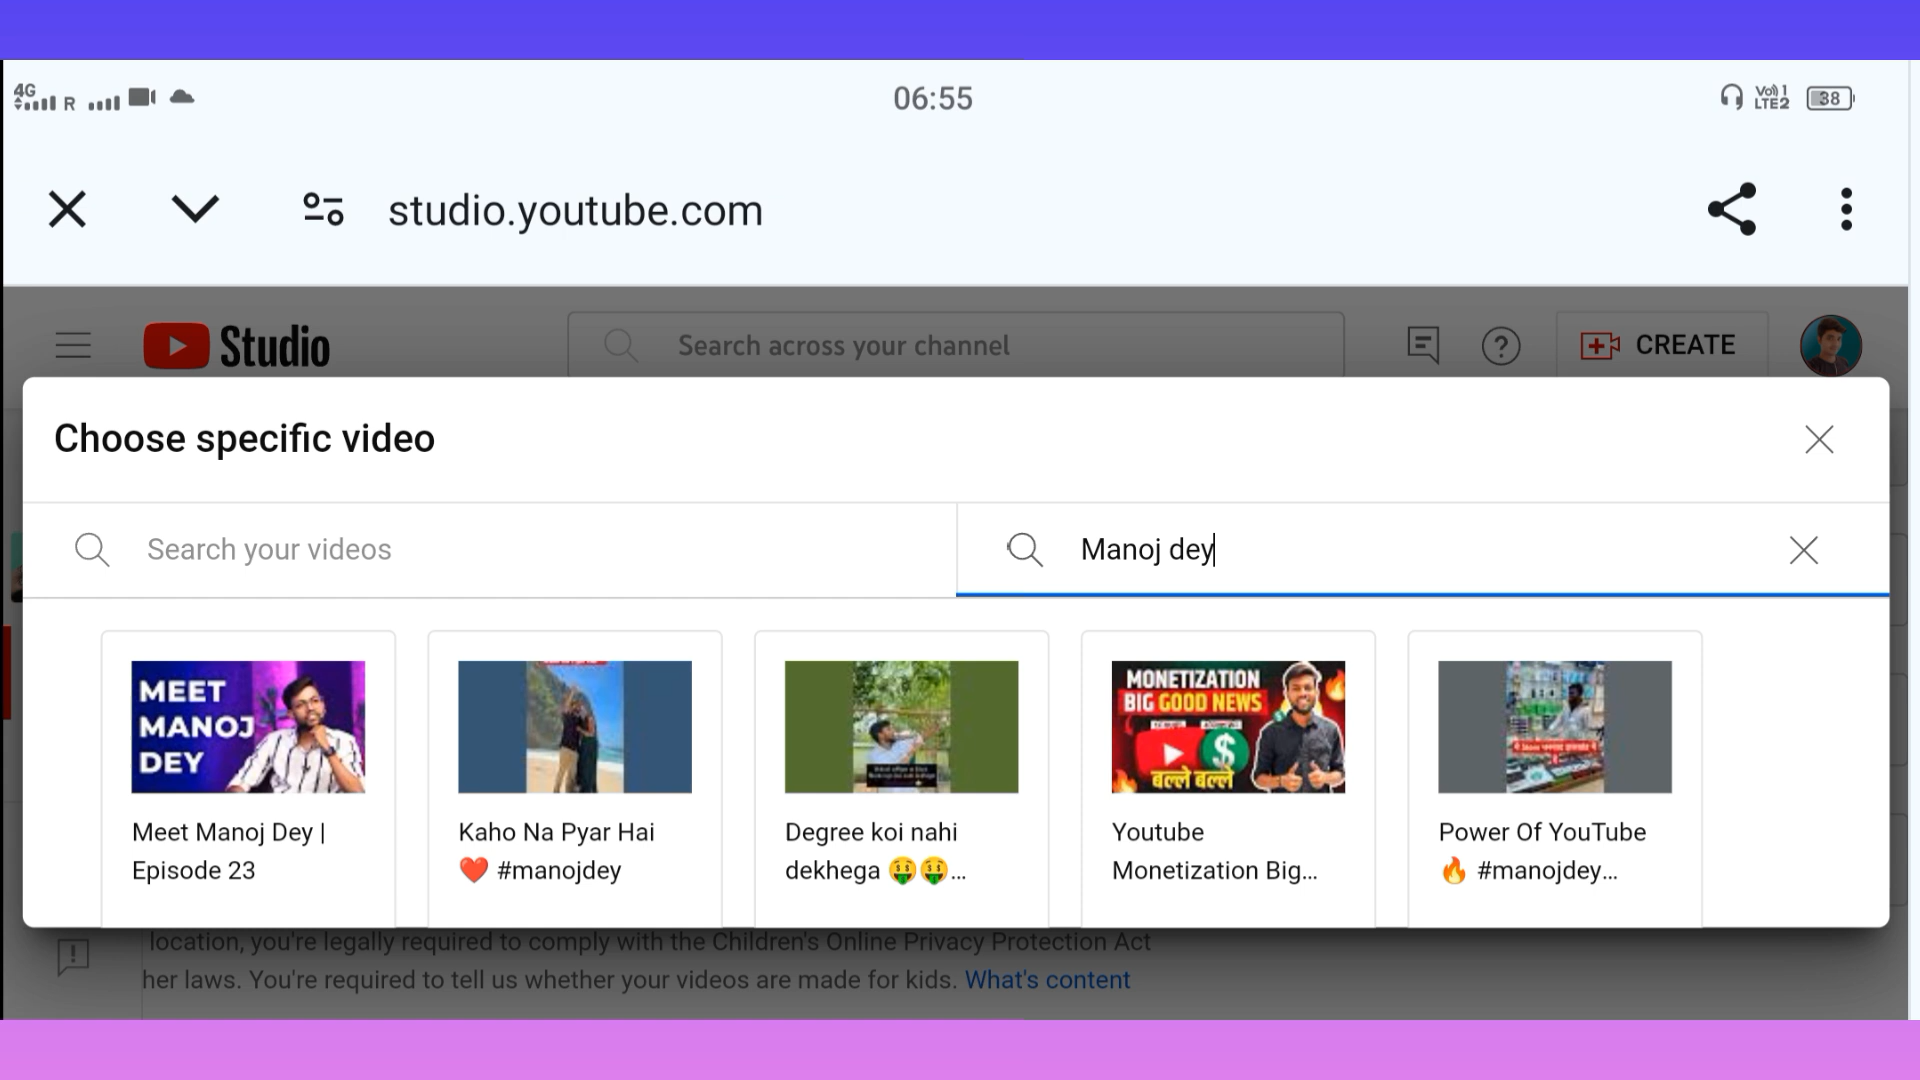 4G
R
06:55
Vo)) 1
LTE2
38
studio.youtube.com
Studio
Search across your channel
CREATE
Choose specific video
Search your videos
Manoj dey
MEET
MANOJ
DEY
MONETIZATION
BIG GOOD NEWS
बल्ले बल्ले
Meet Manoj Dey |
Episode 23
Kaho Na Pyar Hai
❤️ #manojdey
Degree koi nahi
dekhega 🤑🤑...
Youtube
Monetization Big...
Power Of YouTube
🔥 #manojdey...
location, you're legally required to comply with the Children's Online Privacy Protection Act
her laws. You're required to tell us whether your videos are made for kids. What's content